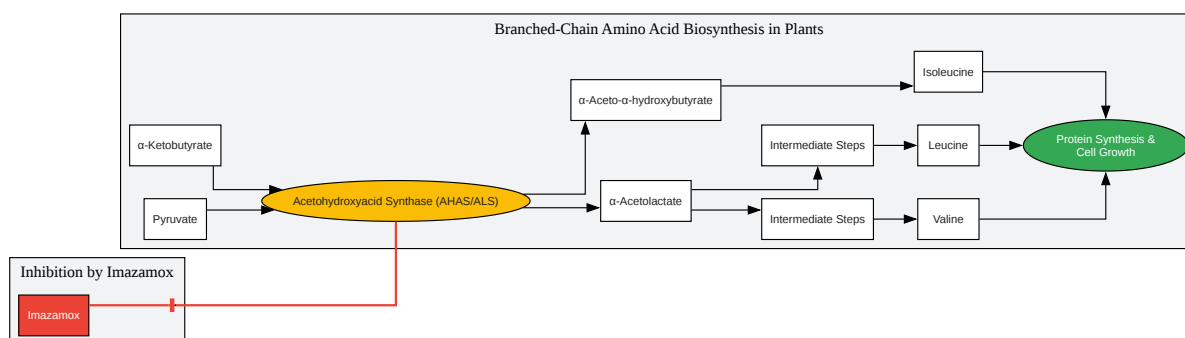 Branched-Chain Amino Acid Biosynthesis in Plants
Isoleucine
α-Aceto-α-hydroxybutyrate
α-Ketobutyrate
Intermediate Steps
Leucine
Protein Synthesis &
Cell Growth
Acetohydroxyacid Synthase (AHAS/ALS)
α-Acetolactate
Pyruvate
Intermediate Steps
Valine
Inhibition by Imazamox
Imazamox